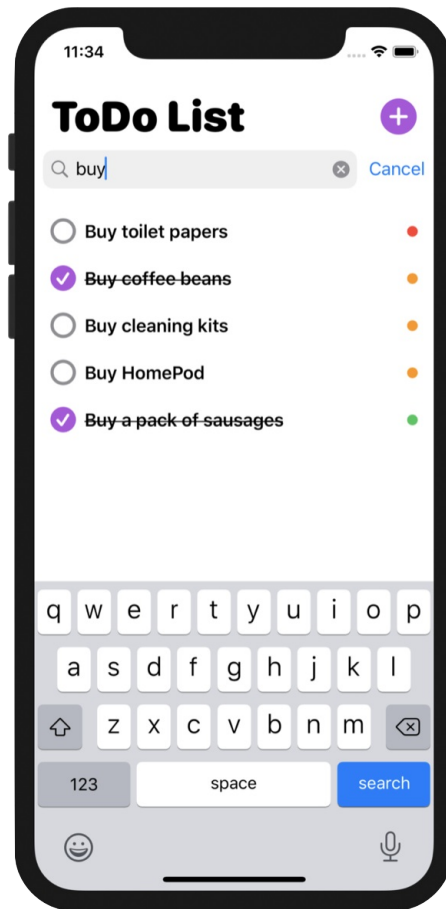 11:34
ToDo List
buy Cancel
Buy toilet papers
Buy coffee beans
Buy cleaning kits
Buy HomePod
Buy a pack of sausages
q w e r t y u i o p
a s d f g h j k l
z x c v b n m
123 space search